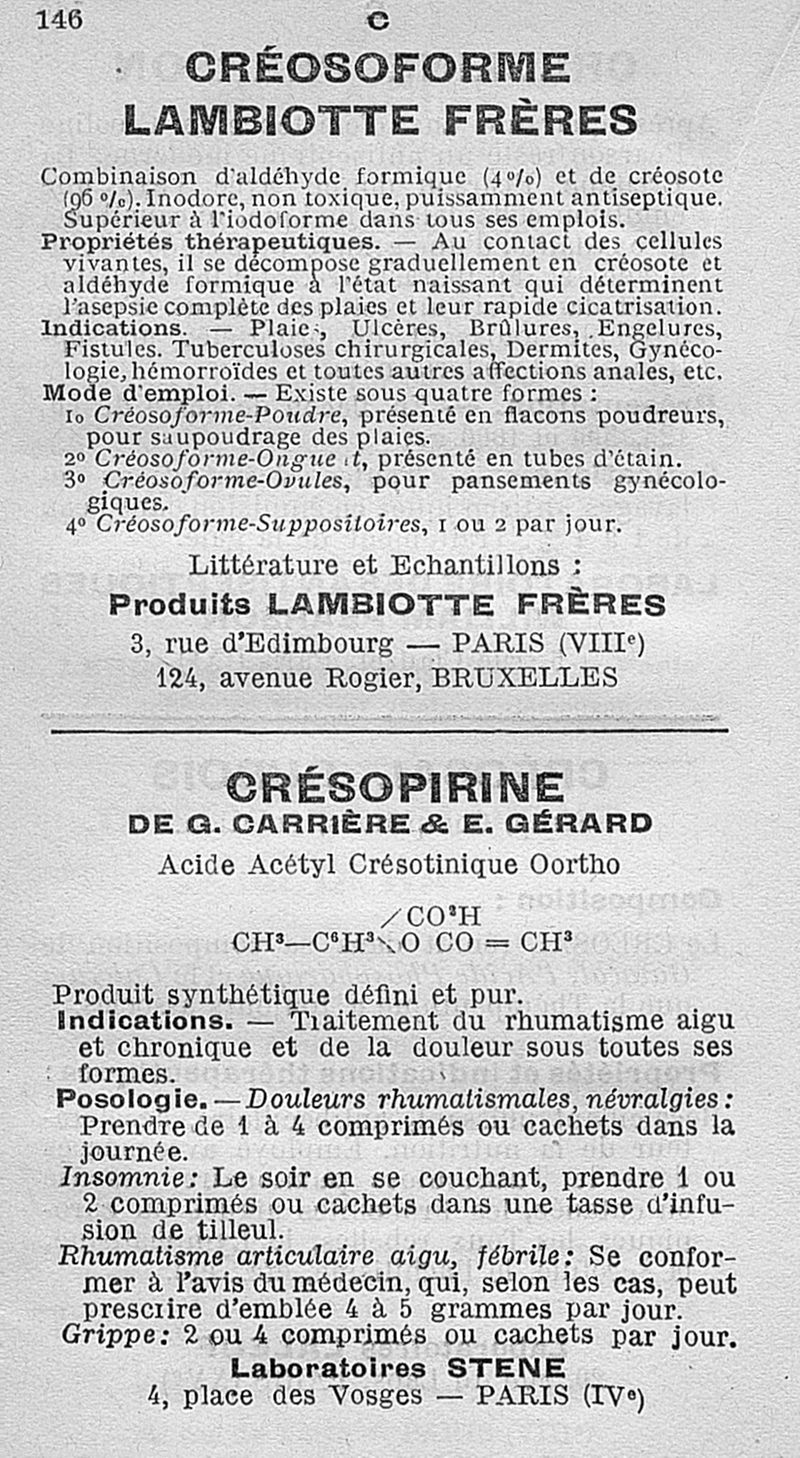 146
C
CRÉOSOFORME
LAMBIOTTE FRÈRES
Combinaison d'aldéhyde formique (4 %) et de créosote
(96 %). Inodore, non toxique, puissamment antiseptique.
Supérieur à l'iodoforme dans tous ses emplois.
Propriétés thérapeutiques. — Au contact des cellules
vivantes, il se décompose graduellement en créosote et
aldéhyde formique à l'état naissant qui déterminent
l'asepsie complète des plaies et leur rapide cicatrisation.
Indications. — Plaies, Ulcères, Brûlures, Engelures,
Fistules. Tuberculoses chirurgicales, Dermites, Gynéco-
logie, hémorroïdes et toutes autres affections anales, etc.
Mode d'emploi. — Existe sous quatre formes :
1o Créosoforme-Poudre, présenté en flacons poudreurs,
pour saupoudrage des plaies.
2o Créosoforme-Onguent, présenté en tubes d'étain.
3o Créosoforme-Ovules, pour pansements gynécolo-
giques.
4o Créosoforme-Suppositoires, 1 ou 2 par jour.
Littérature et Echantillons :
Produits LAMBIOTTE FRÈRES
3, rue d'Edimbourg — PARIS (VIIIe)
124, avenue Rogier, BRUXELLES
CRÉSOPIRINE
DE G. CARRIÈRE & E. GÉRARD
Acide Acétyl Crésotinique Oortho
/CO²H
CH³—C⁶H³\O CO = CH³
Produit synthétique défini et pur.
Indications. — Traitement du rhumatisme aigu
et chronique et de la douleur sous toutes ses
formes.
Posologie. — Douleurs rhumatismales, névralgies :
Prendre de 1 à 4 comprimés ou cachets dans la
journée.
Insomnie : Le soir en se couchant, prendre 1 ou
2 comprimés ou cachets dans une tasse d'infu-
sion de tilleul.
Rhumatisme articulaire aigu, fébrile : Se confor-
mer à l'avis du médecin, qui, selon les cas, peut
prescrire d'emblée 4 à 5 grammes par jour.
Grippe : 2 ou 4 comprimés ou cachets par jour.
Laboratoires STENE
4, place des Vosges — PARIS (IVe)